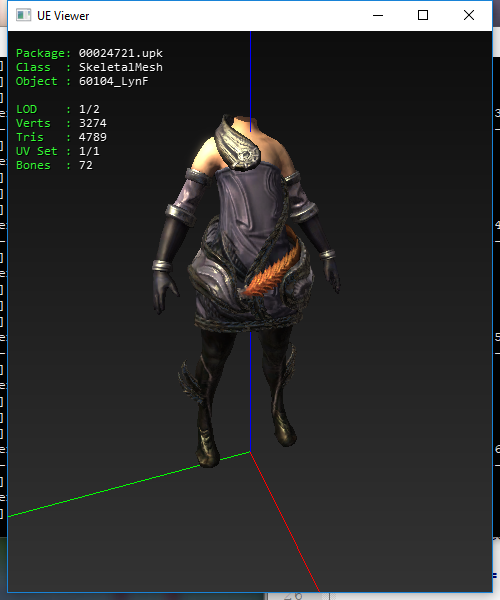 UE Viewer
Package: 00024721.upk
Class  : SkeletalMesh
Object : 60104_LynF
LOD    : 1/2
Verts  : 3274
Tris   : 4789
UV Set : 1/1
Bones  : 72
26